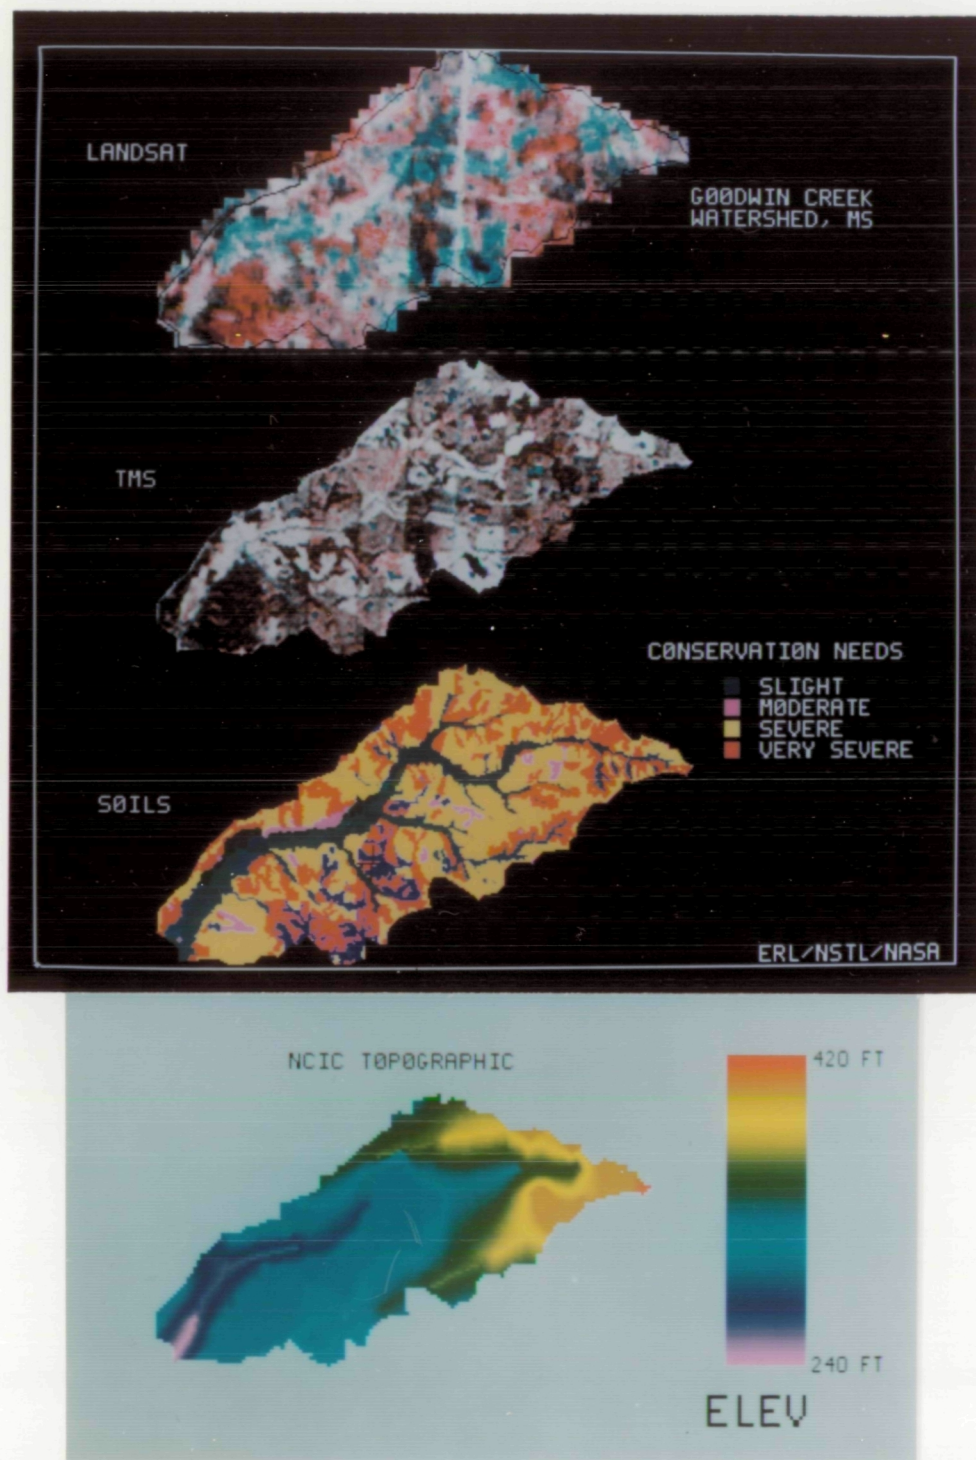 LANDSAT
GOODWIN CREEK
WATERSHED, MS
TMS
CONSERVATION NEEDS
SLIGHT
MODERATE
SEVERE
VERY SEVERE
SOILS
ERL/NSTL/NASA
NCIC TOPOGRAPHIC
420 FT
240 FT
ELEV